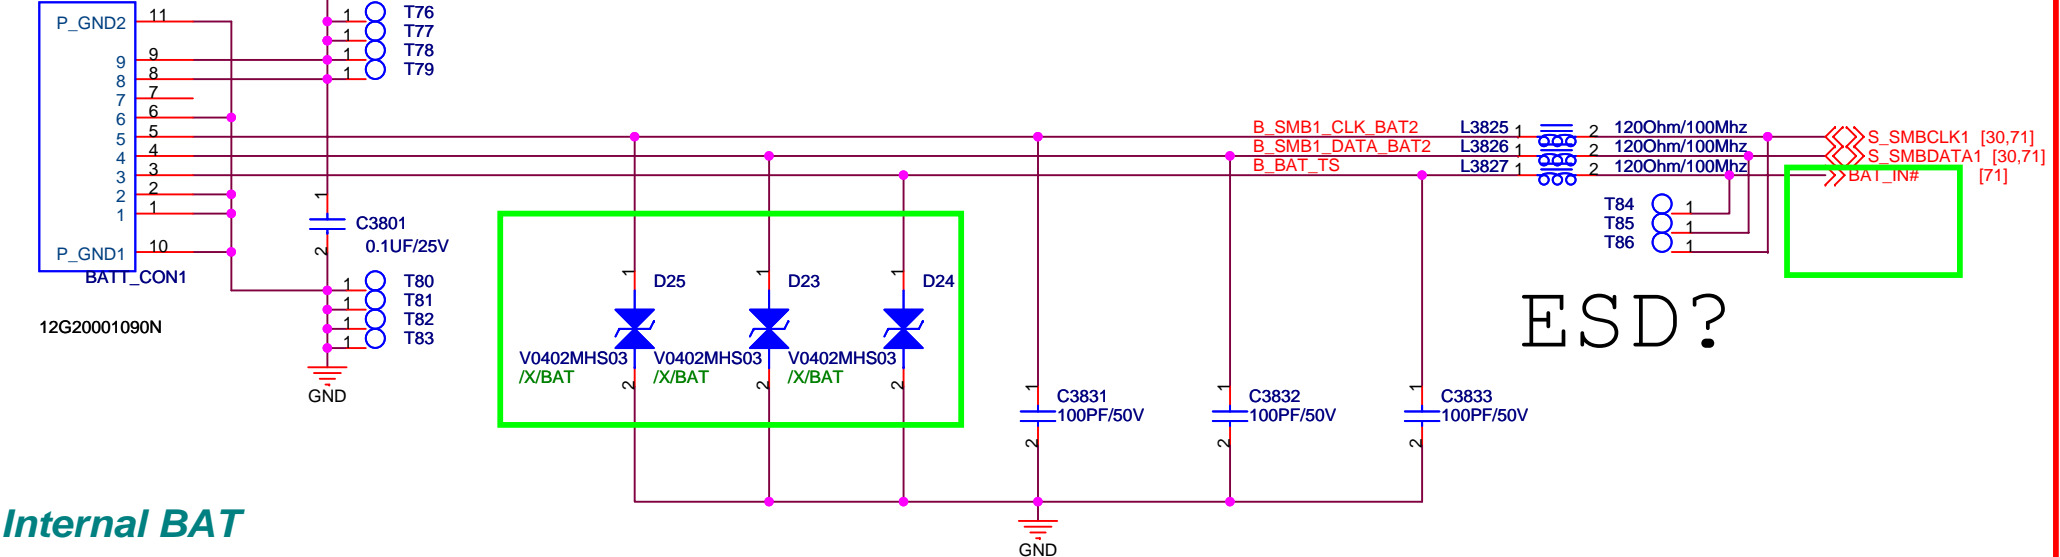 P_GND2 11
9 9
8 8
7 7
6 6
5 5
4 4
3 3
2 2
1 1
P_GND1 10
BATT_CON1
12G20001090N
1 T76
1 T77
1 T78
1 T79
1
C3801
0.1UF/25V
2
1 T80
1 T81
1 T82
1 T83
GND
B_SMB1_CLK_BAT2 L3825 1 2 120Ohm/100Mhz S_SMBCLK1 [30,71]
B_SMB1_DATA_BAT2 L3826 1 2 120Ohm/100Mhz S_SMBDATA1 [30,71]
B_BAT_TS L3827 1 2 120Ohm/100Mhz BAT_IN# [71]
T84 1
T85 1
T86 1
1 D25 1 D23 1 D24
V0402MHS03 V0402MHS03 V0402MHS03
/X/BAT /X/BAT /X/BAT
2 2 2
ESD?
1 C3831 1 C3832 1 C3833
100PF/50V 100PF/50V 100PF/50V
2 2 2
GND
Internal BAT